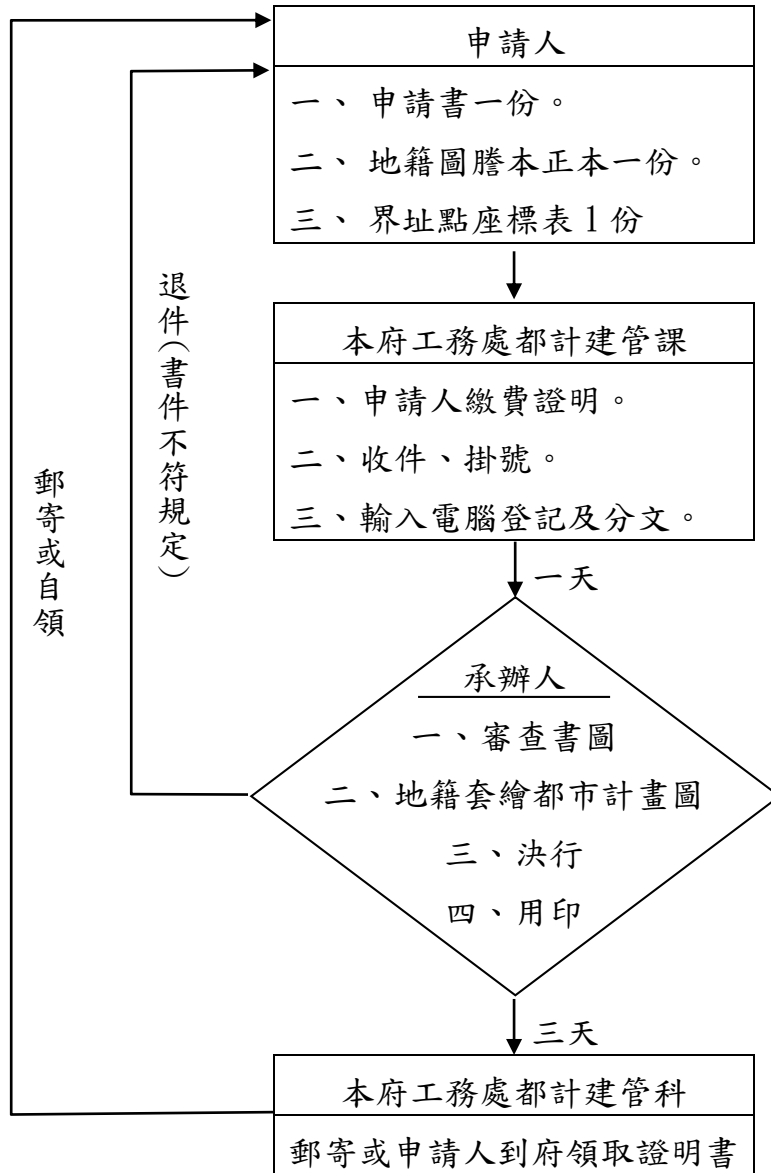 申請人
一、 申請書一份。
二、 地籍圖謄本正本一份。
三、 界址點座標表1份
退件(書件不符規定)
郵寄或自領
本府工務處都計建管課
一、申請人繳費證明。
二、收件、掛號。
三、輸入電腦登記及分文。
一天
承辦人
一、審查書圖
二、地籍套繪都市計畫圖
三、決行
四、用印
三天
本府工務處都計建管科
郵寄或申請人到府領取證明書